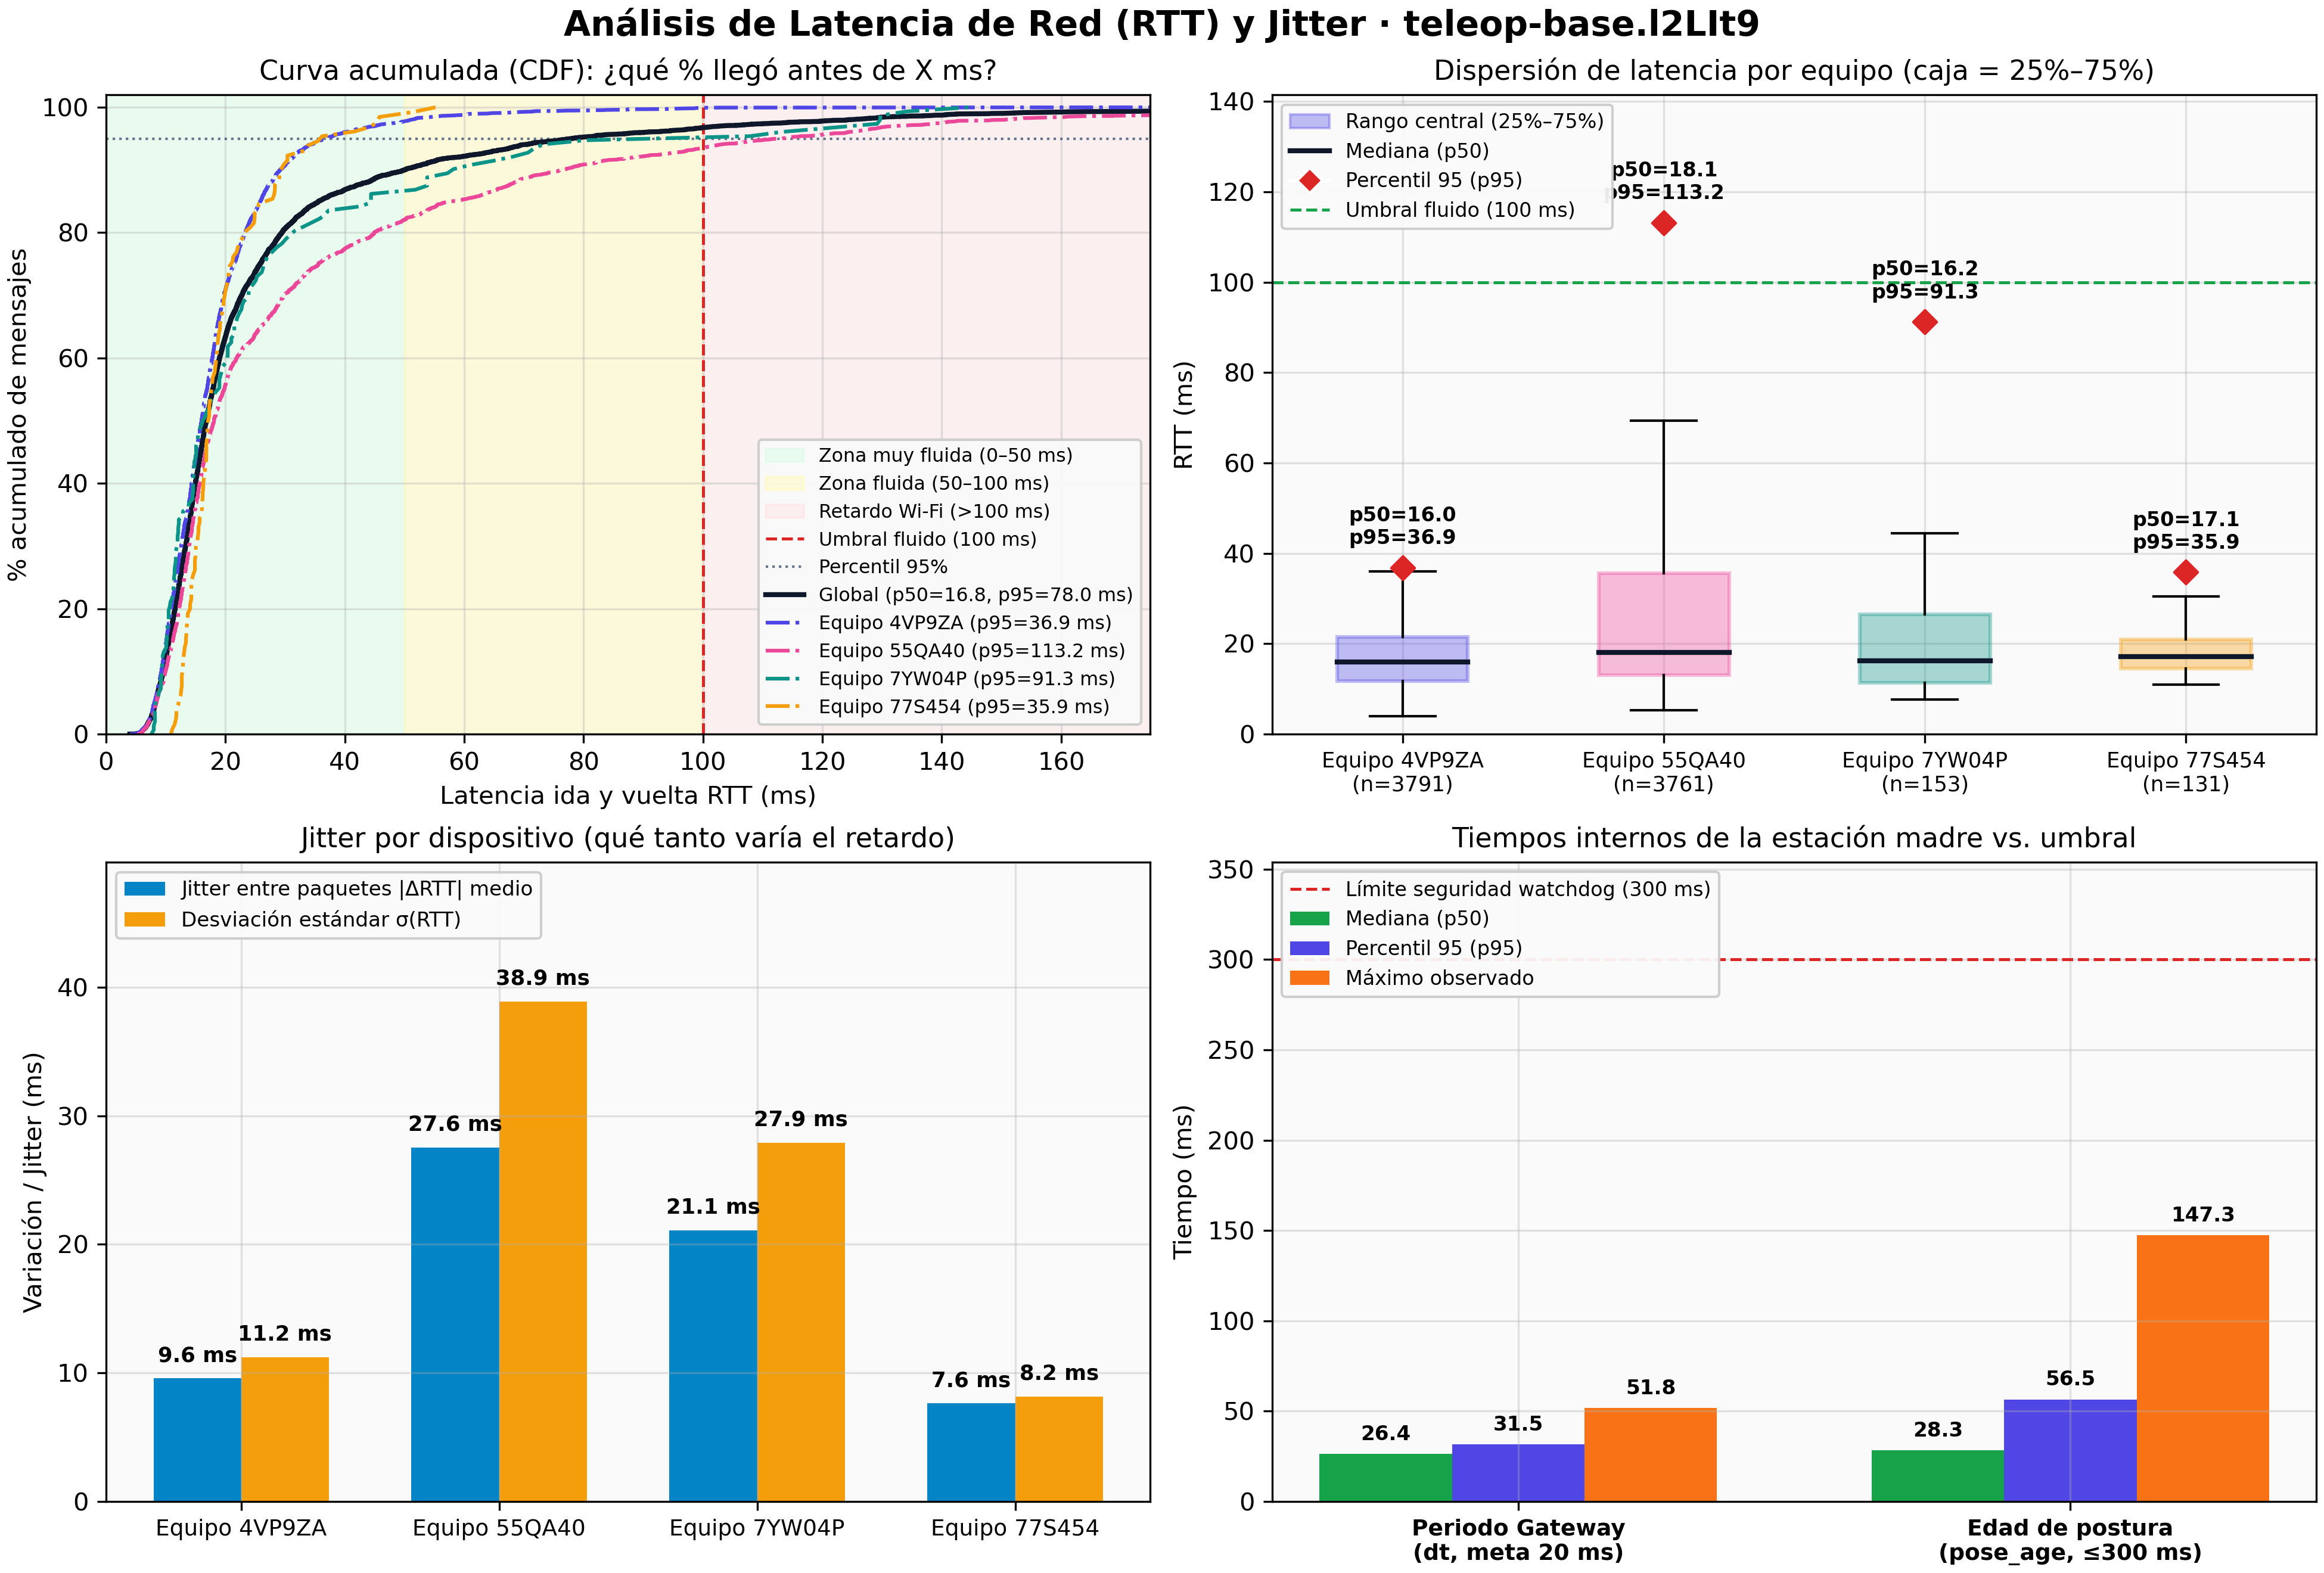 Análisis de Latencia de Red (RTT) y Jitter · teleop-base.l2LIt9
Curva acumulada (CDF): ¿qué % llegó antes de X ms?
% acumulado de mensajes
100
80
60
40
20
0
0 20 40 60 80 100 120 140 160
Latencia ida y vuelta RTT (ms)
Zona muy fluida (0–50 ms)
Zona fluida (50–100 ms)
Retardo Wi-Fi (>100 ms)
Umbral fluido (100 ms)
Percentil 95%
Global (p50=16.8, p95=78.0 ms)
Equipo 4VP9ZA (p95=36.9 ms)
Equipo 55QA40 (p95=113.2 ms)
Equipo 7YW04P (p95=91.3 ms)
Equipo 77S454 (p95=35.9 ms)
Dispersión de latencia por equipo (caja = 25%–75%)
RTT (ms)
140
120
100
80
60
40
20
0
Rango central (25%–75%)
Mediana (p50)
Percentil 95 (p95)
Umbral fluido (100 ms)
p50=16.0
p95=36.9
p50=18.1
p95=113.2
p50=16.2
p95=91.3
p50=17.1
p95=35.9
Equipo 4VP9ZA
(n=3791)
Equipo 55QA40
(n=3761)
Equipo 7YW04P
(n=153)
Equipo 77S454
(n=131)
Jitter por dispositivo (qué tanto varía el retardo)
Variación / Jitter (ms)
40
30
20
10
0
Jitter entre paquetes |ΔRTT| medio
Desviación estándar σ(RTT)
9.6 ms
11.2 ms
27.6 ms
38.9 ms
21.1 ms
27.9 ms
7.6 ms
8.2 ms
Equipo 4VP9ZA
Equipo 55QA40
Equipo 7YW04P
Equipo 77S454
Tiempos internos de la estación madre vs. umbral
Tiempo (ms)
350
300
250
200
150
100
50
0
Límite seguridad watchdog (300 ms)
Mediana (p50)
Percentil 95 (p95)
Máximo observado
26.4
31.5
51.8
28.3
56.5
147.3
Periodo Gateway
(dt, meta 20 ms)
Edad de postura
(pose_age, ≤300 ms)